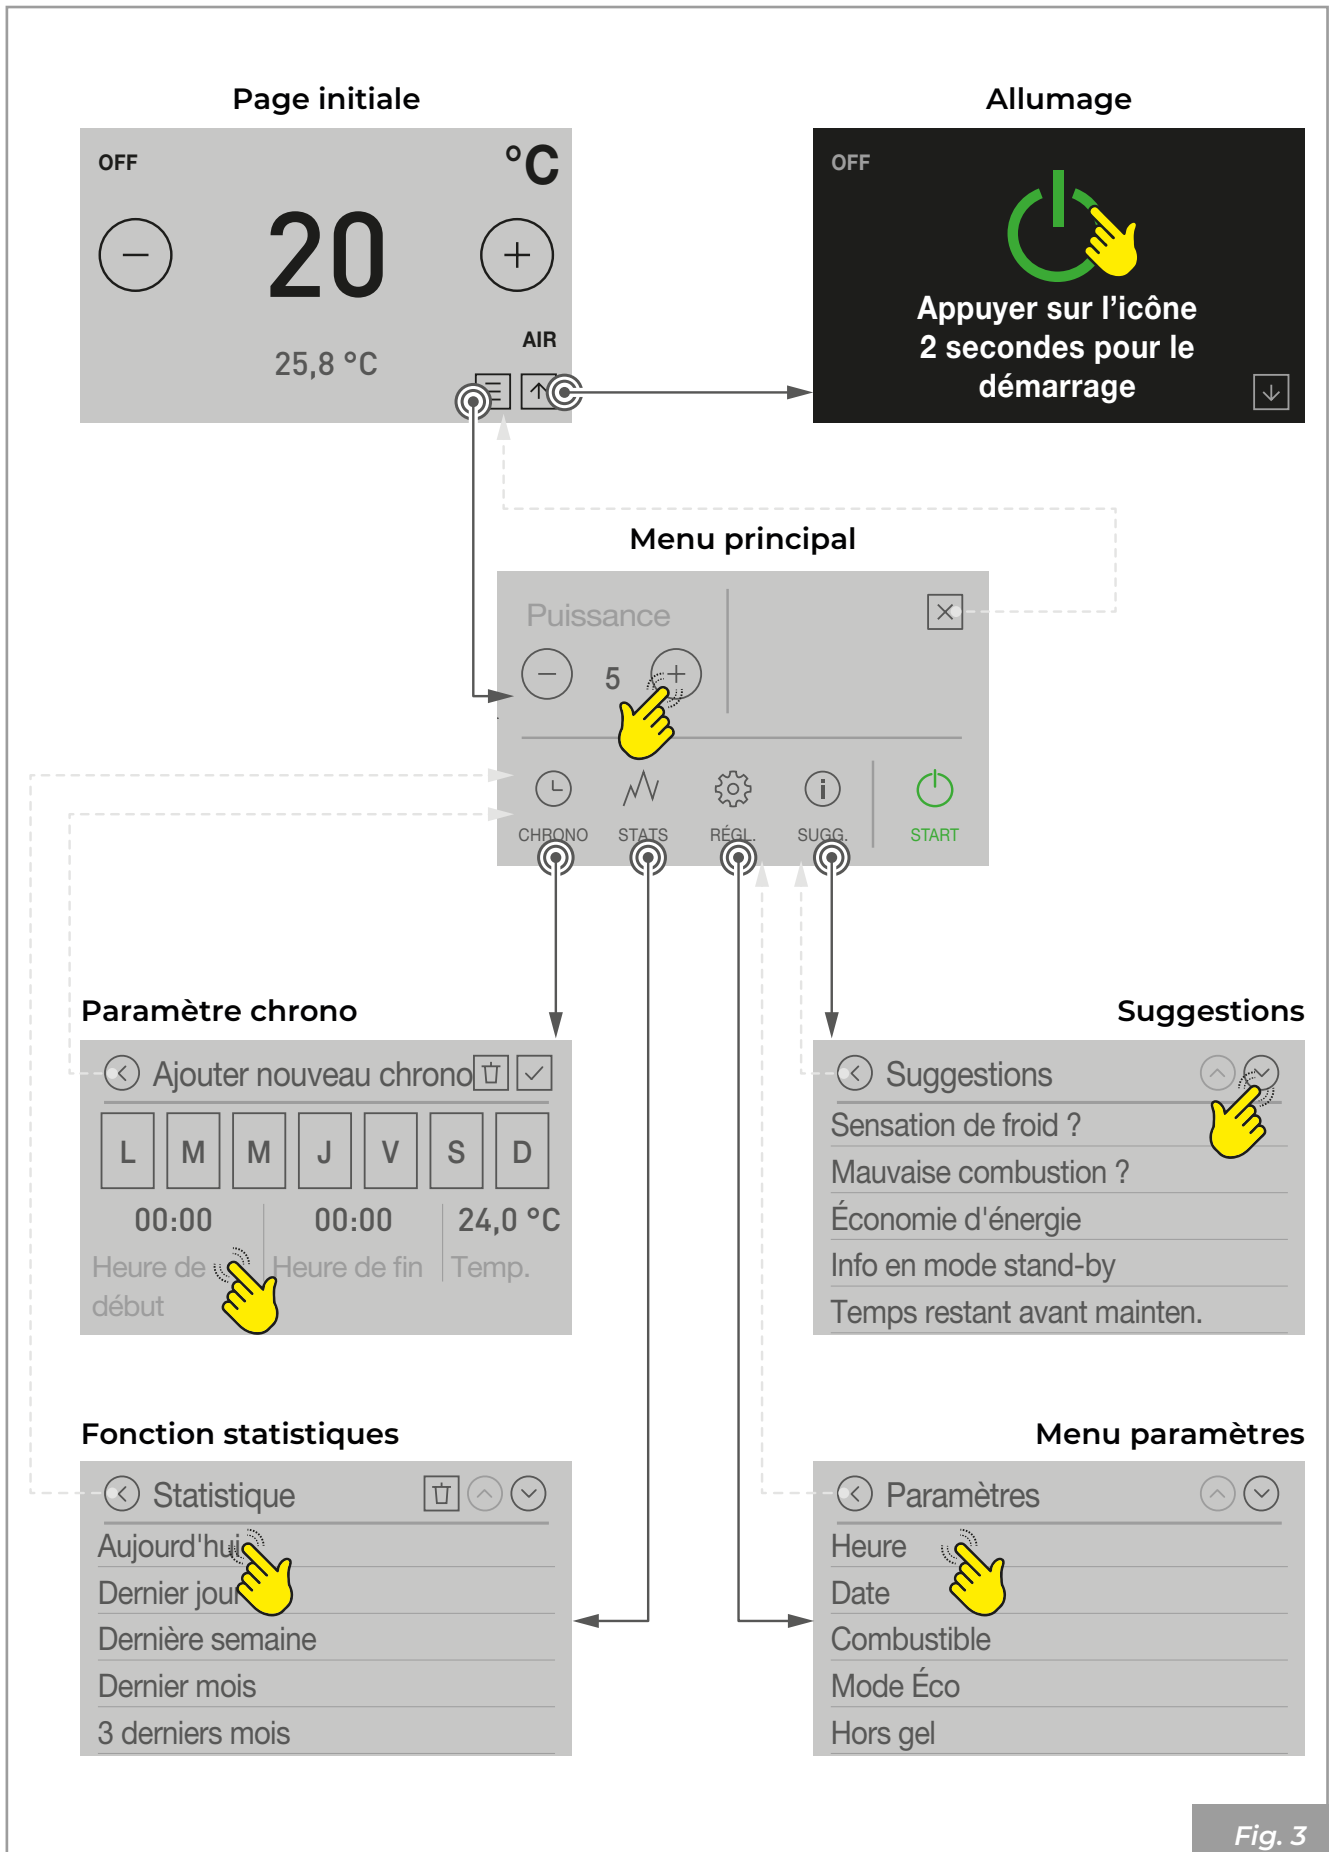 Page initiale
OFF
°C
20
25,8 °C
AIR
Allumage
OFF
Appuyer sur l’icône
2 secondes pour le
démarrage
Menu principal
Puissance
5
CHRONO STATS RÉGL. SUGG. START
Paramètre chrono
Ajouter nouveau chrono
L M M J V S D
00:00 00:00 24,0 °C
Heure de Heure de fin Temp.
début
Suggestions
Suggestions
Sensation de froid ?
Mauvaise combustion ?
Économie d'énergie
Info en mode stand-by
Temps restant avant mainten.
Fonction statistiques
Statistique
Aujourd'hui
Dernier jour
Dernière semaine
Dernier mois
3 derniers mois
Menu paramètres
Paramètres
Heure
Date
Combustible
Mode Éco
Hors gel
Fig. 3